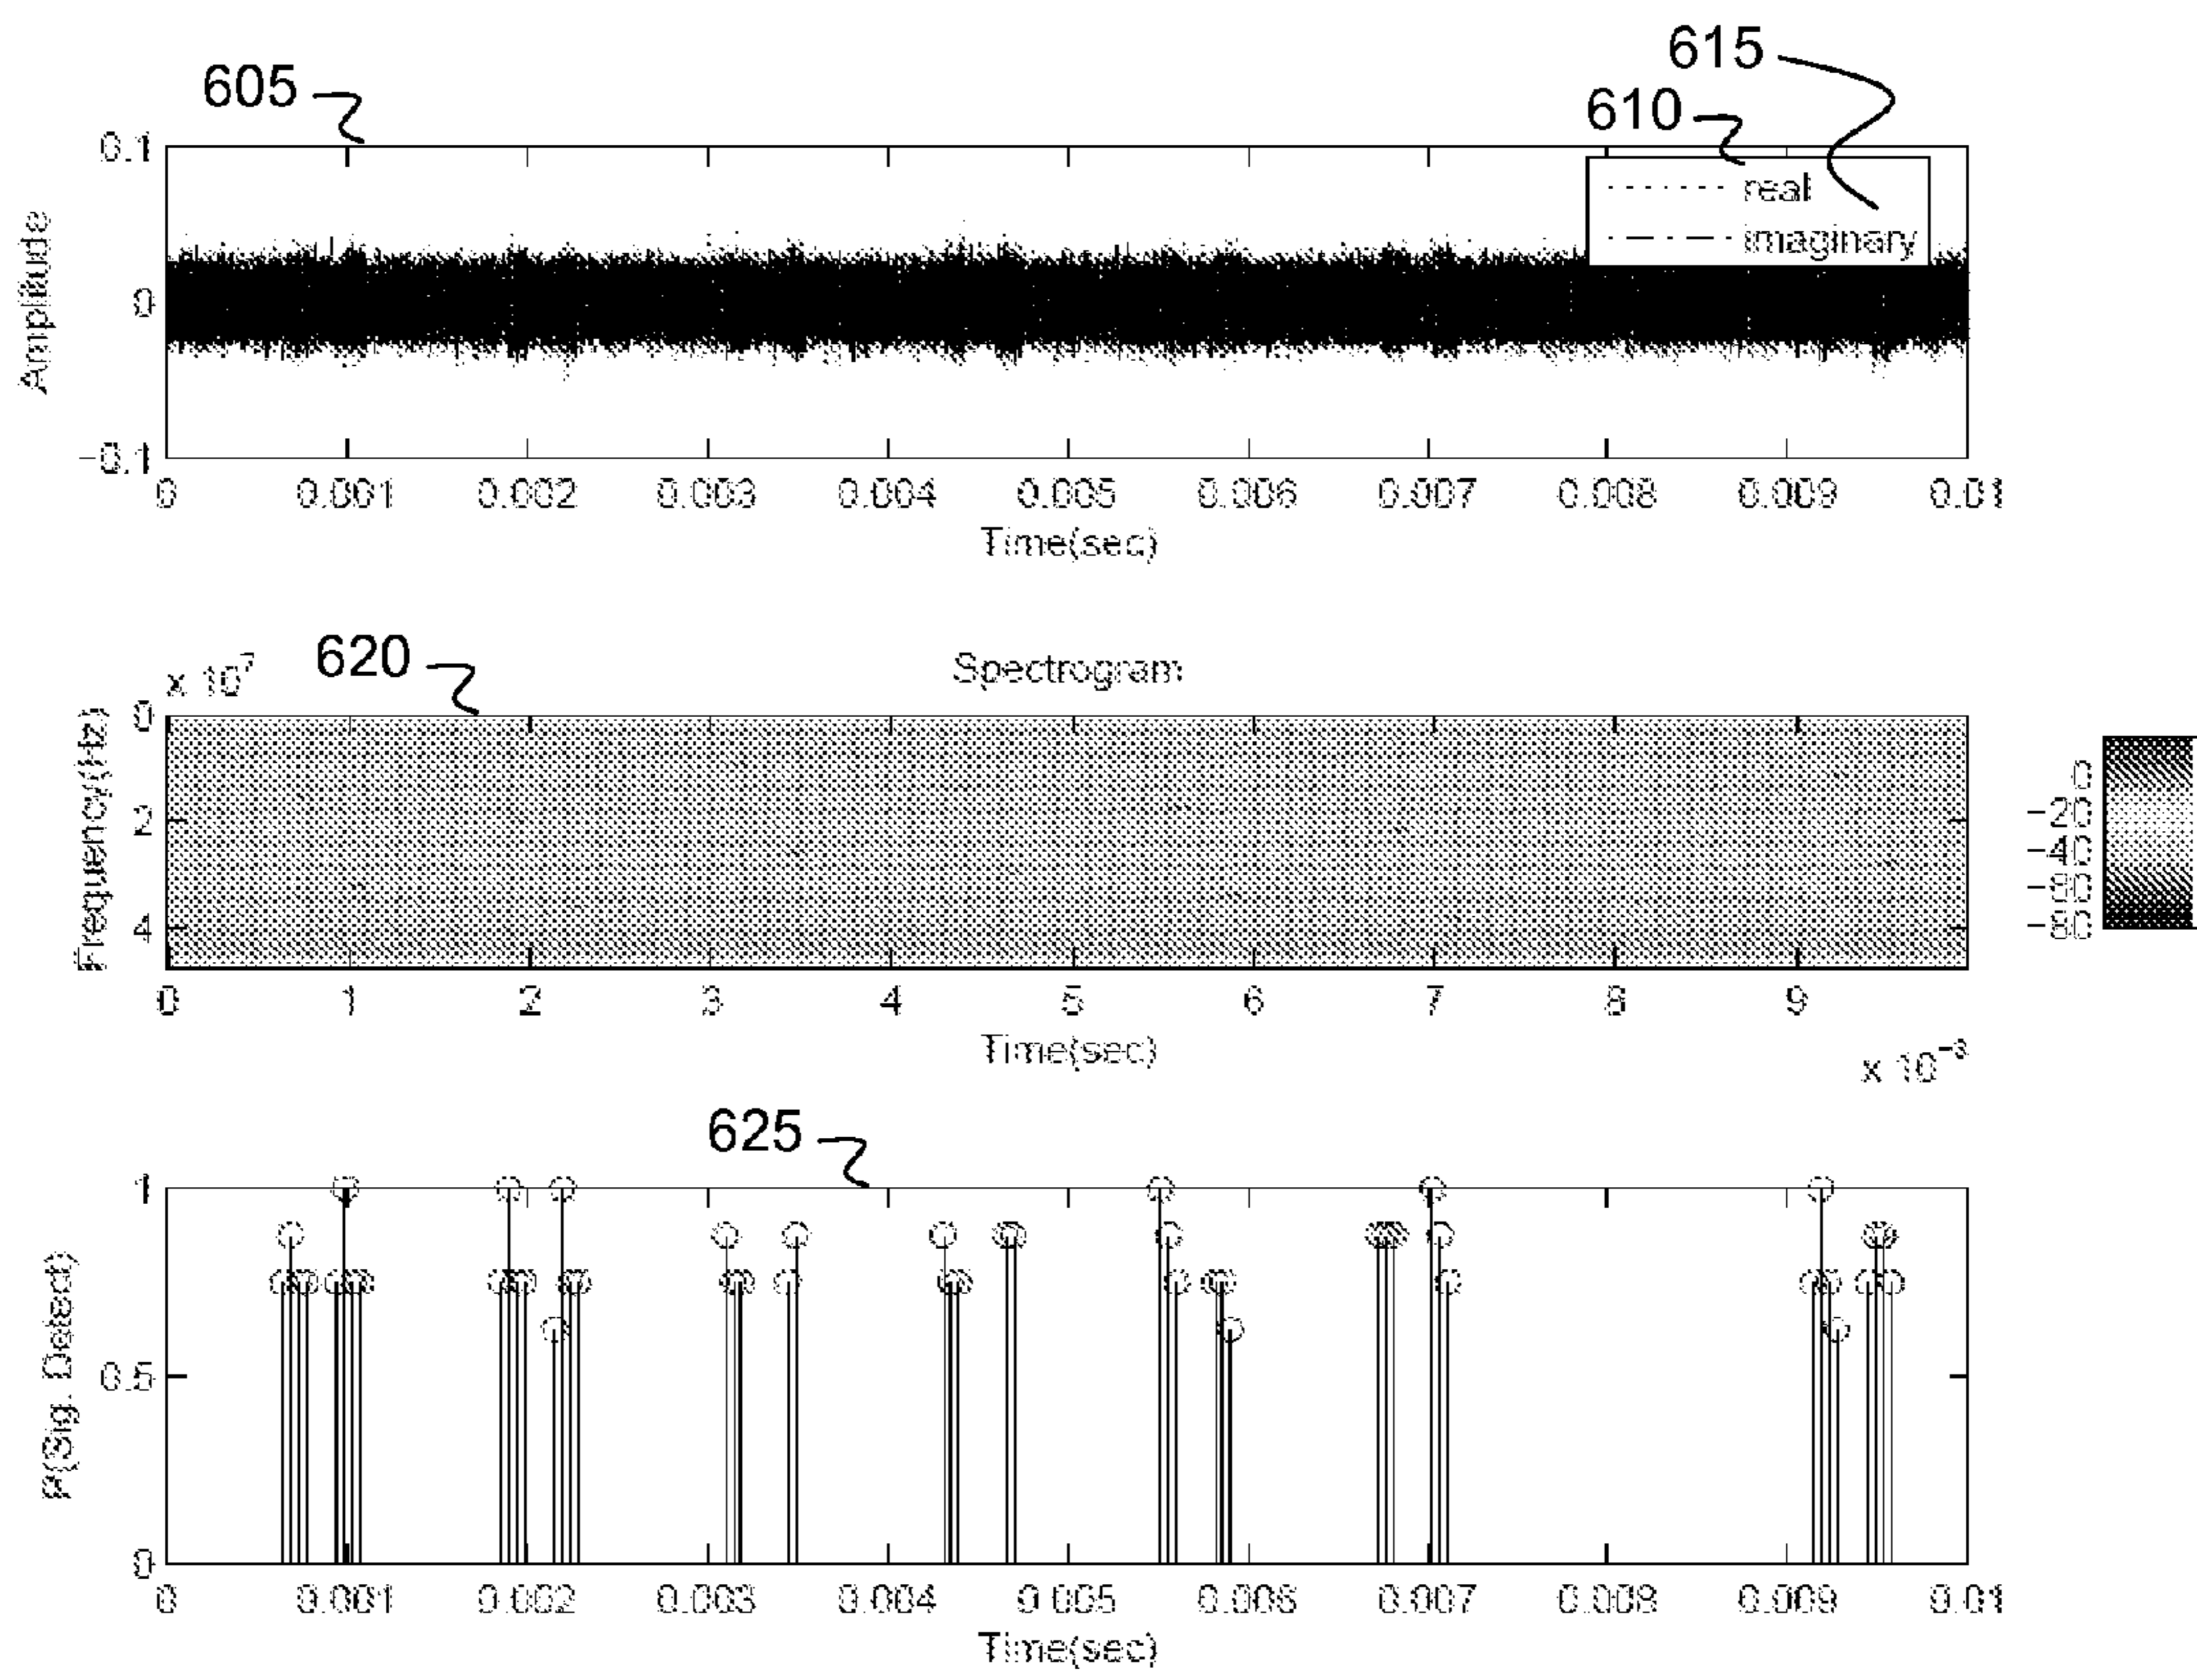 615
605
610
0.1
real
imaginary
Amplitude
0
-0.1
0 0.001 0.002 0.003 0.004 0.005 0.006 0.007 0.008 0.009 0.01
Time(sec)
620
x 10^7
Spectrogram
Frequency(Hz)
0
2
4
0
-20
-40
-60
-80
0 1 2 3 4 5 6 7 8 9
Time(sec)
x 10^-3
625
P(Sig. Detect)
1
0.5
0
0 0.001 0.002 0.003 0.004 0.005 0.006 0.007 0.008 0.009 0.01
Time(sec)